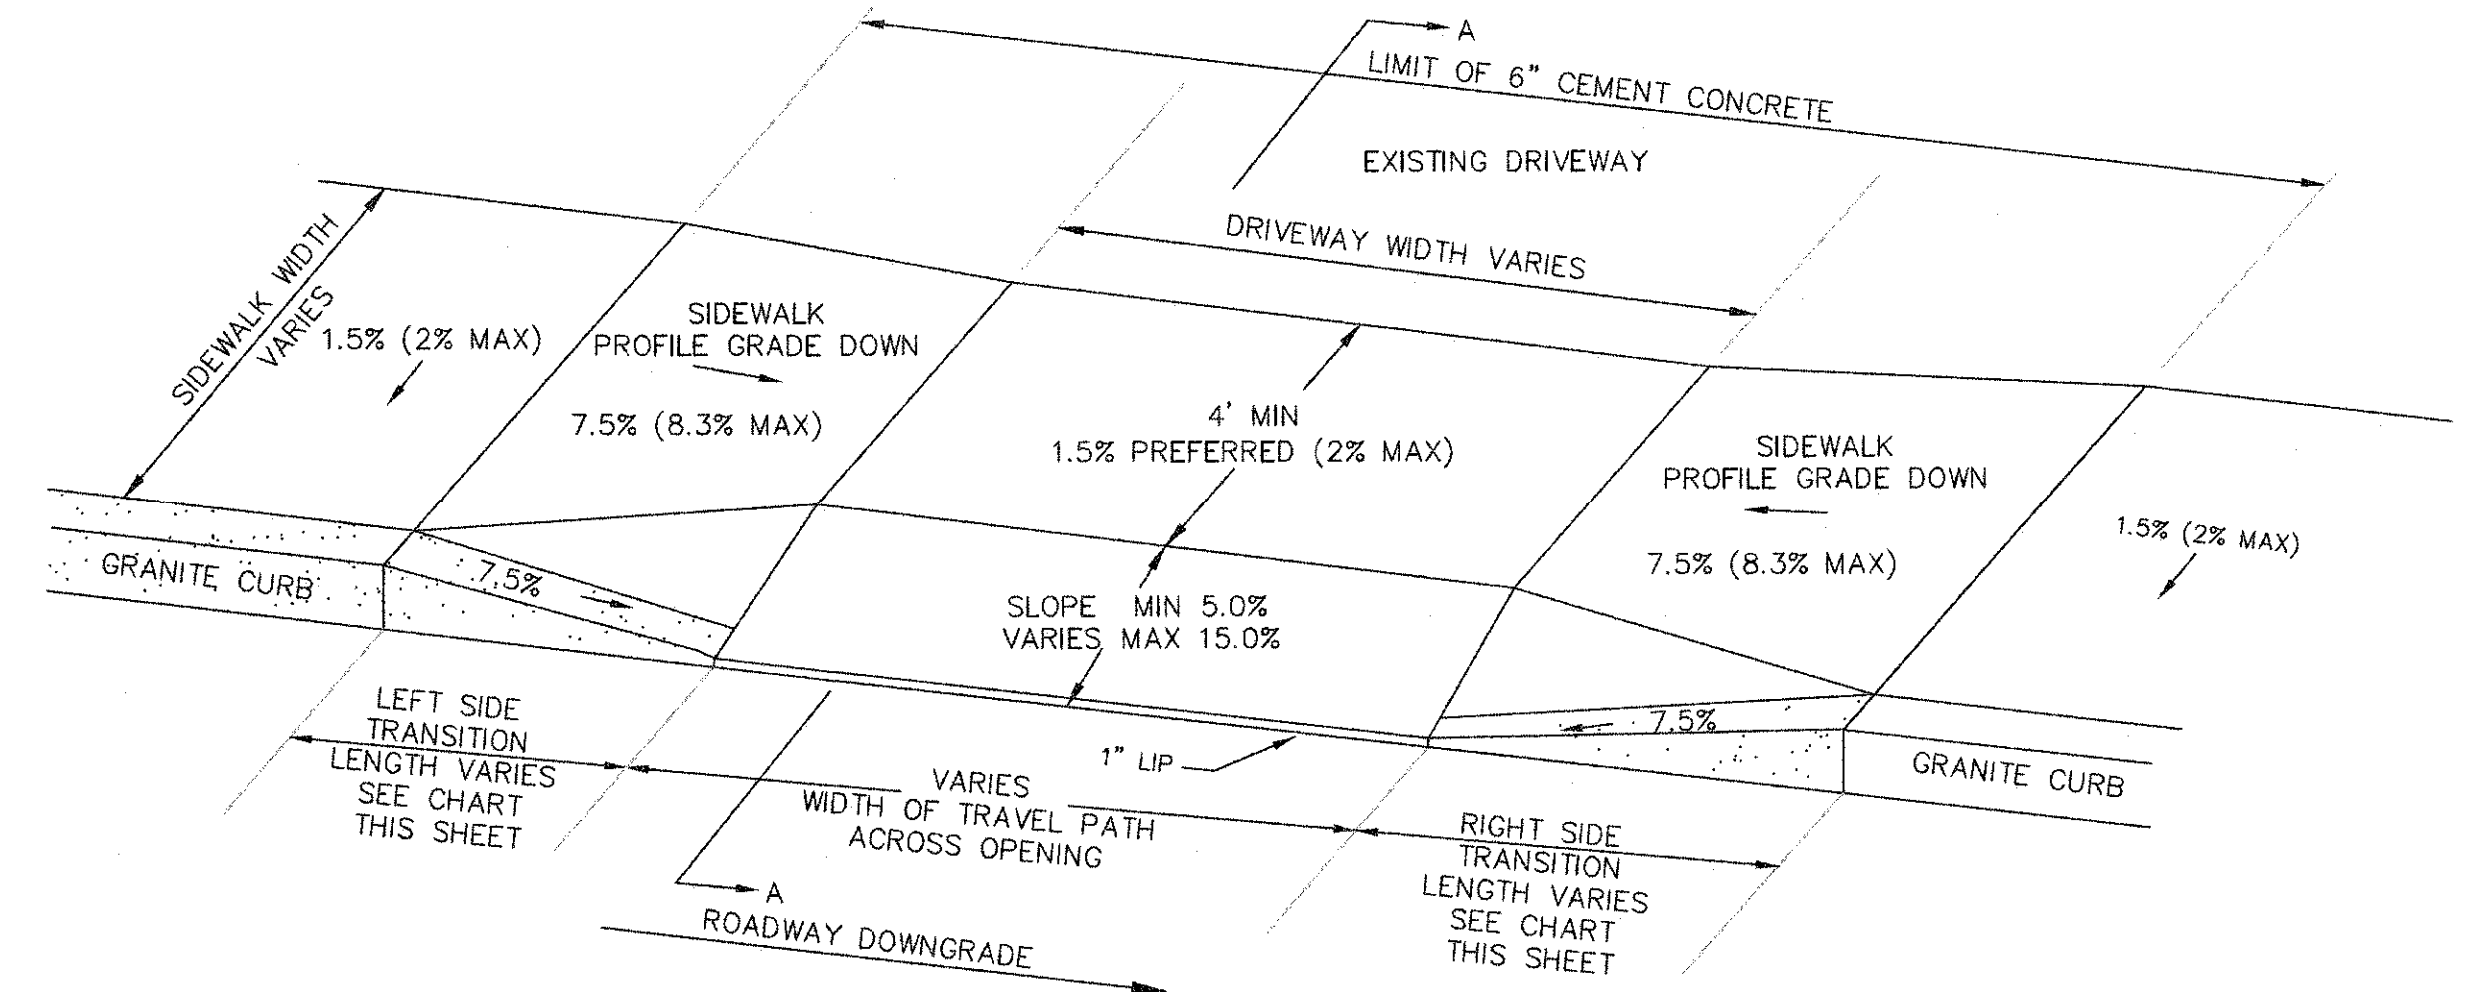 A
LIMIT OF 6" CEMENT CONCRETE
EXISTING DRIVEWAY
DRIVEWAY WIDTH VARIES
SIDEWALK WIDTH
VARIES
1.5% (2% MAX)
SIDEWALK
PROFILE GRADE DOWN
7.5% (8.3% MAX)
4' MIN
1.5% PREFERRED (2% MAX)
SIDEWALK
PROFILE GRADE DOWN
7.5% (8.3% MAX)
1.5% (2% MAX)
GRANITE CURB
7.5%
SLOPE MIN 5.0%
VARIES MAX 15.0%
7.5%
GRANITE CURB
1" LIP
LEFT SIDE
TRANSITION
LENGTH VARIES
SEE CHART
THIS SHEET
VARIES
WIDTH OF TRAVEL PATH
ACROSS OPENING
RIGHT SIDE
TRANSITION
LENGTH VARIES
SEE CHART
THIS SHEET
A
ROADWAY DOWNGRADE